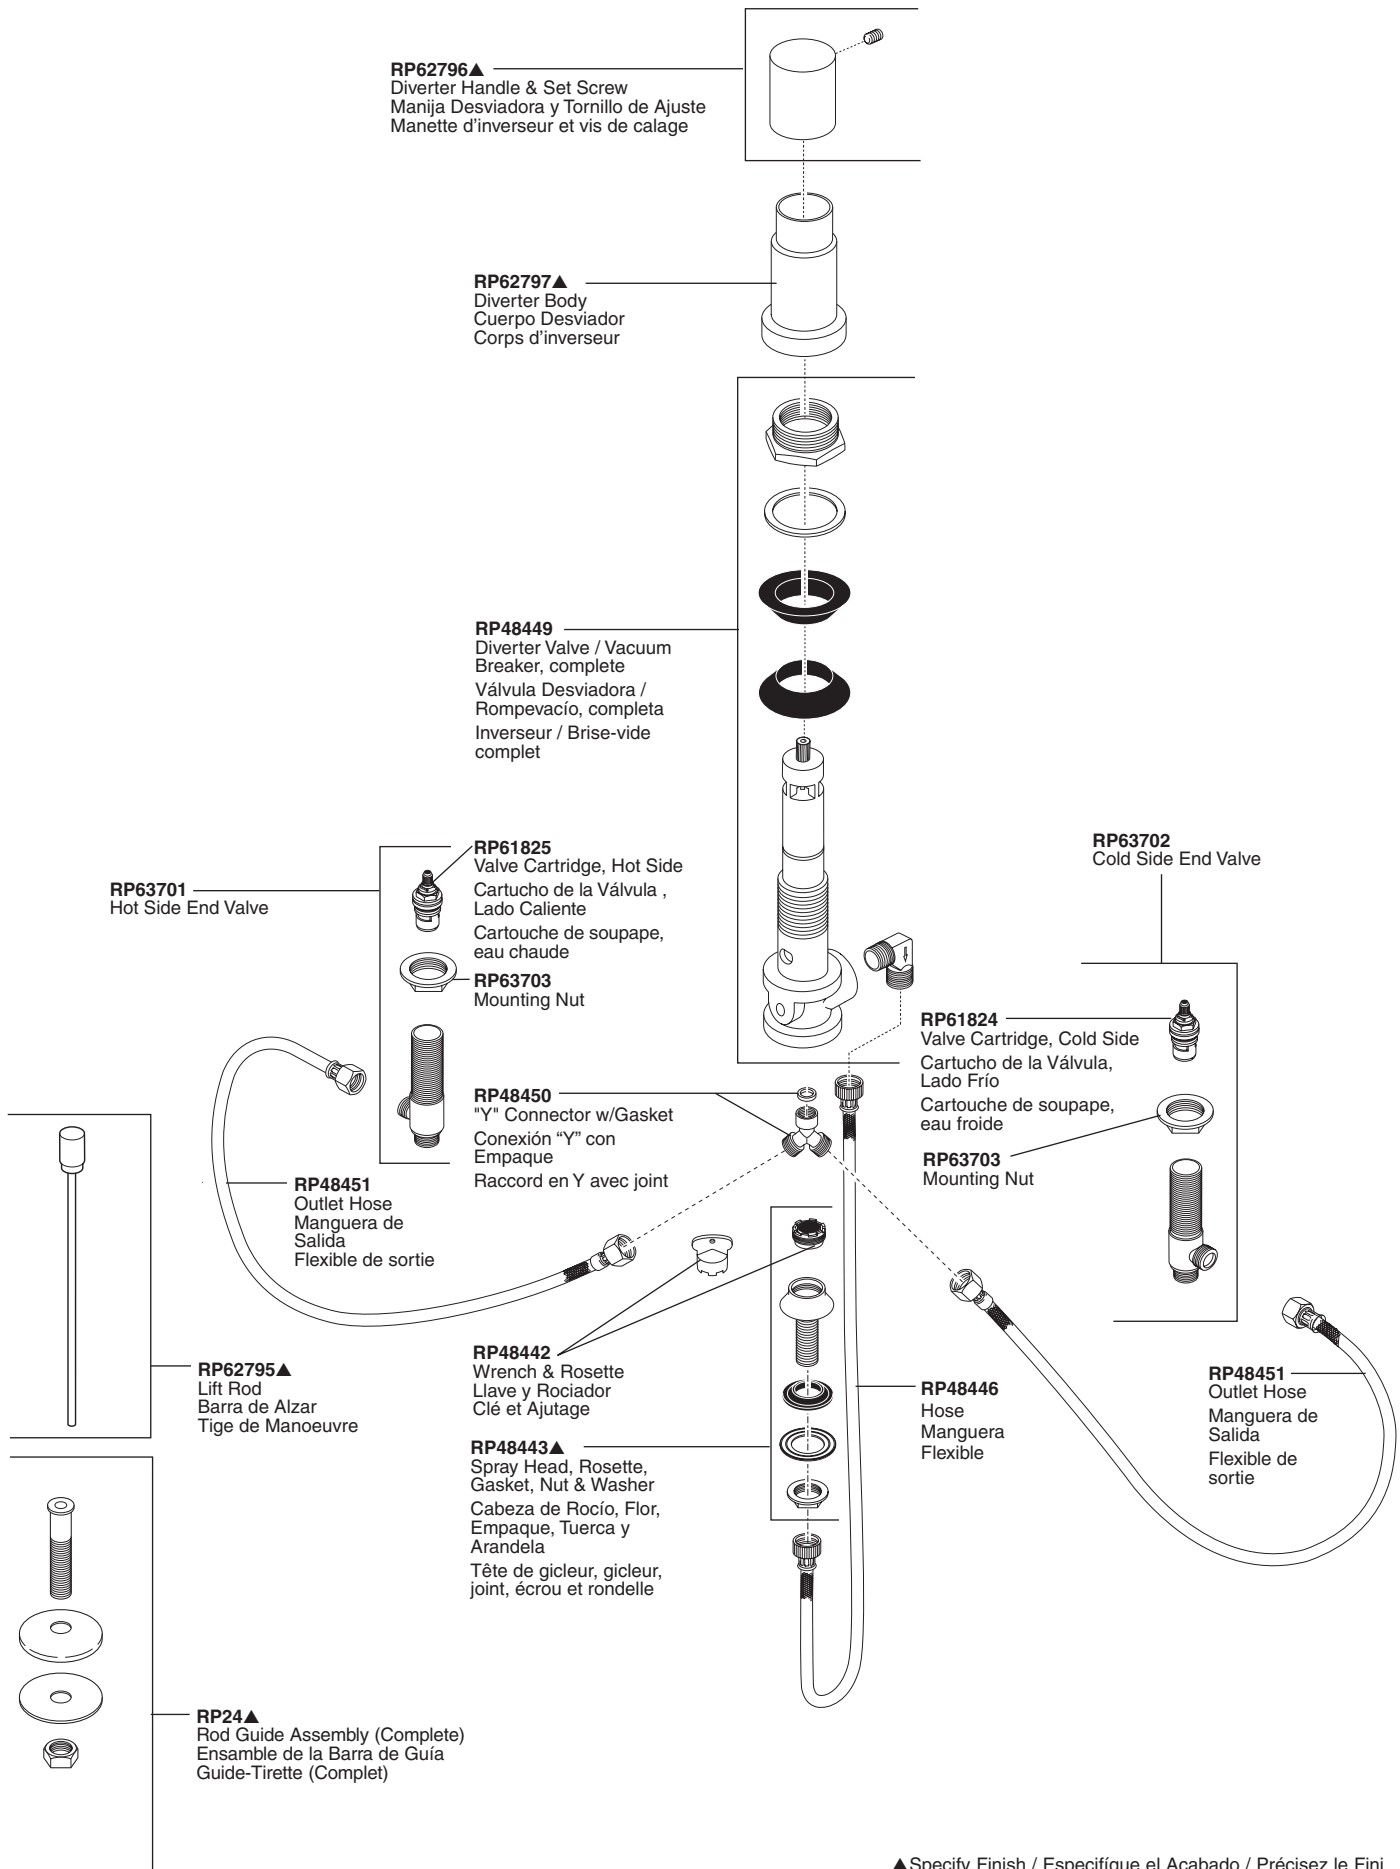 RP62796▲
Diverter Handle & Set Screw
Manija Desviadora y Tornillo de Ajuste
Manette d'inverseur et vis de calage
RP62797▲
Diverter Body
Cuerpo Desviador
Corps d'inverseur
RP48449
Diverter Valve / Vacuum
Breaker, complete
Válvula Desviadora /
Rompevacío, completa
Inverseur / Brise-vide
complet
RP63701
Hot Side End Valve
RP61825
Valve Cartridge, Hot Side
Cartucho de la Válvula ,
Lado Caliente
Cartouche de soupape,
eau chaude
RP63703
Mounting Nut
RP63702
Cold Side End Valve
RP61824
Valve Cartridge, Cold Side
Cartucho de la Válvula,
Lado Frío
Cartouche de soupape,
eau froide
RP63703
Mounting Nut
RP48450
"Y" Connector w/Gasket
Conexión “Y” con
Empaque
Raccord en Y avec joint
RP48451
Outlet Hose
Manguera de
Salida
Flexible de sortie
RP62795▲
Lift Rod
Barra de Alzar
Tige de Manoeuvre
RP48442
Wrench & Rosette
Llave y Rociador
Clé et Ajutage
RP48443▲
Spray Head, Rosette,
Gasket, Nut & Washer
Cabeza de Rocío, Flor,
Empaque, Tuerca y
Arandela
Tête de gicleur, gicleur,
joint, écrou et rondelle
RP48446
Hose
Manguera
Flexible
RP48451
Outlet Hose
Manguera de
Salida
Flexible de
sortie
RP24▲
Rod Guide Assembly (Complete)
Ensamble de la Barra de Guía
Guide-Tirette (Complet)
▲Specify Finish / Especifíque el Acabado / Précisez le Fini